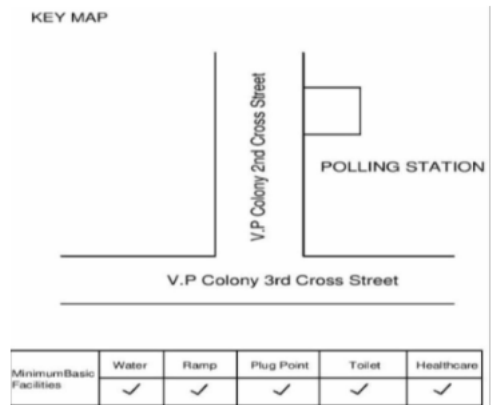 KEY MAP
V.P Colony 2nd Cross Street
POLLING STATION
V.P Colony 3rd Cross Street
MinimumBasic Facilities
Water Ramp Plug Point Toilet Healthcare
✓ ✓ ✓ ✓ ✓